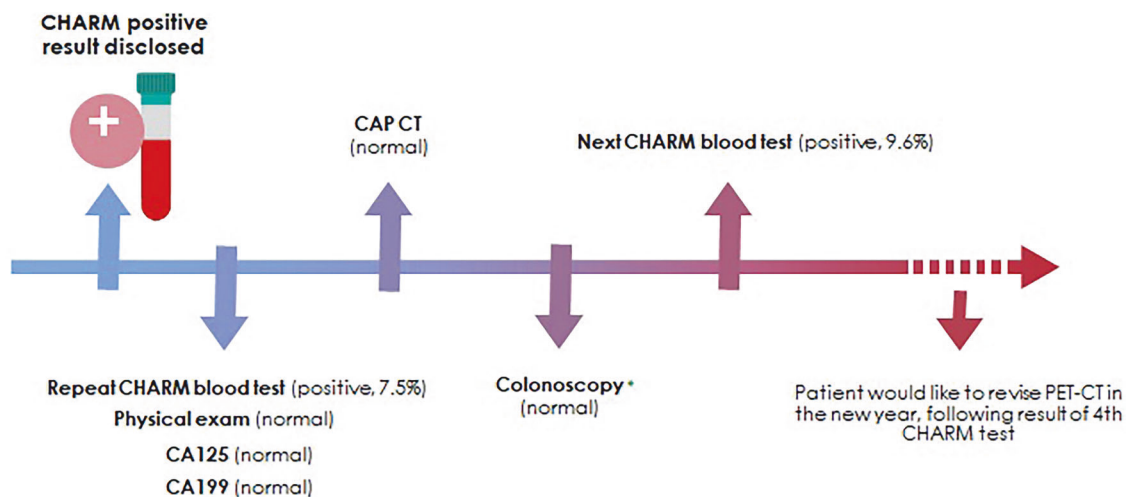 CHARM positive
result disclosed
CAP CT
(normal)
Next CHARM blood test (positive, 9.6%)
Repeat CHARM blood test (positive, 7.5%)
Physical exam (normal)
CA125 (normal)
CA199 (normal)
Colonoscopy *
(normal)
Patient would like to revise PET-CT in
the new year, following result of 4th
CHARM test